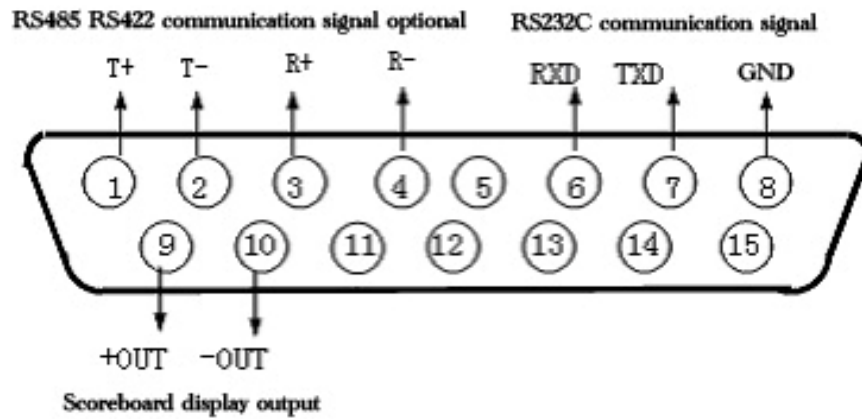 RS485 RS422 communication signal optional
RS232C communication signal
T+ T- R+ R- RXD TXD GND
1 2 3 4 5 6 7 8
9 10 11 12 13 14 15
+OUT -OUT
Scoreboard display output